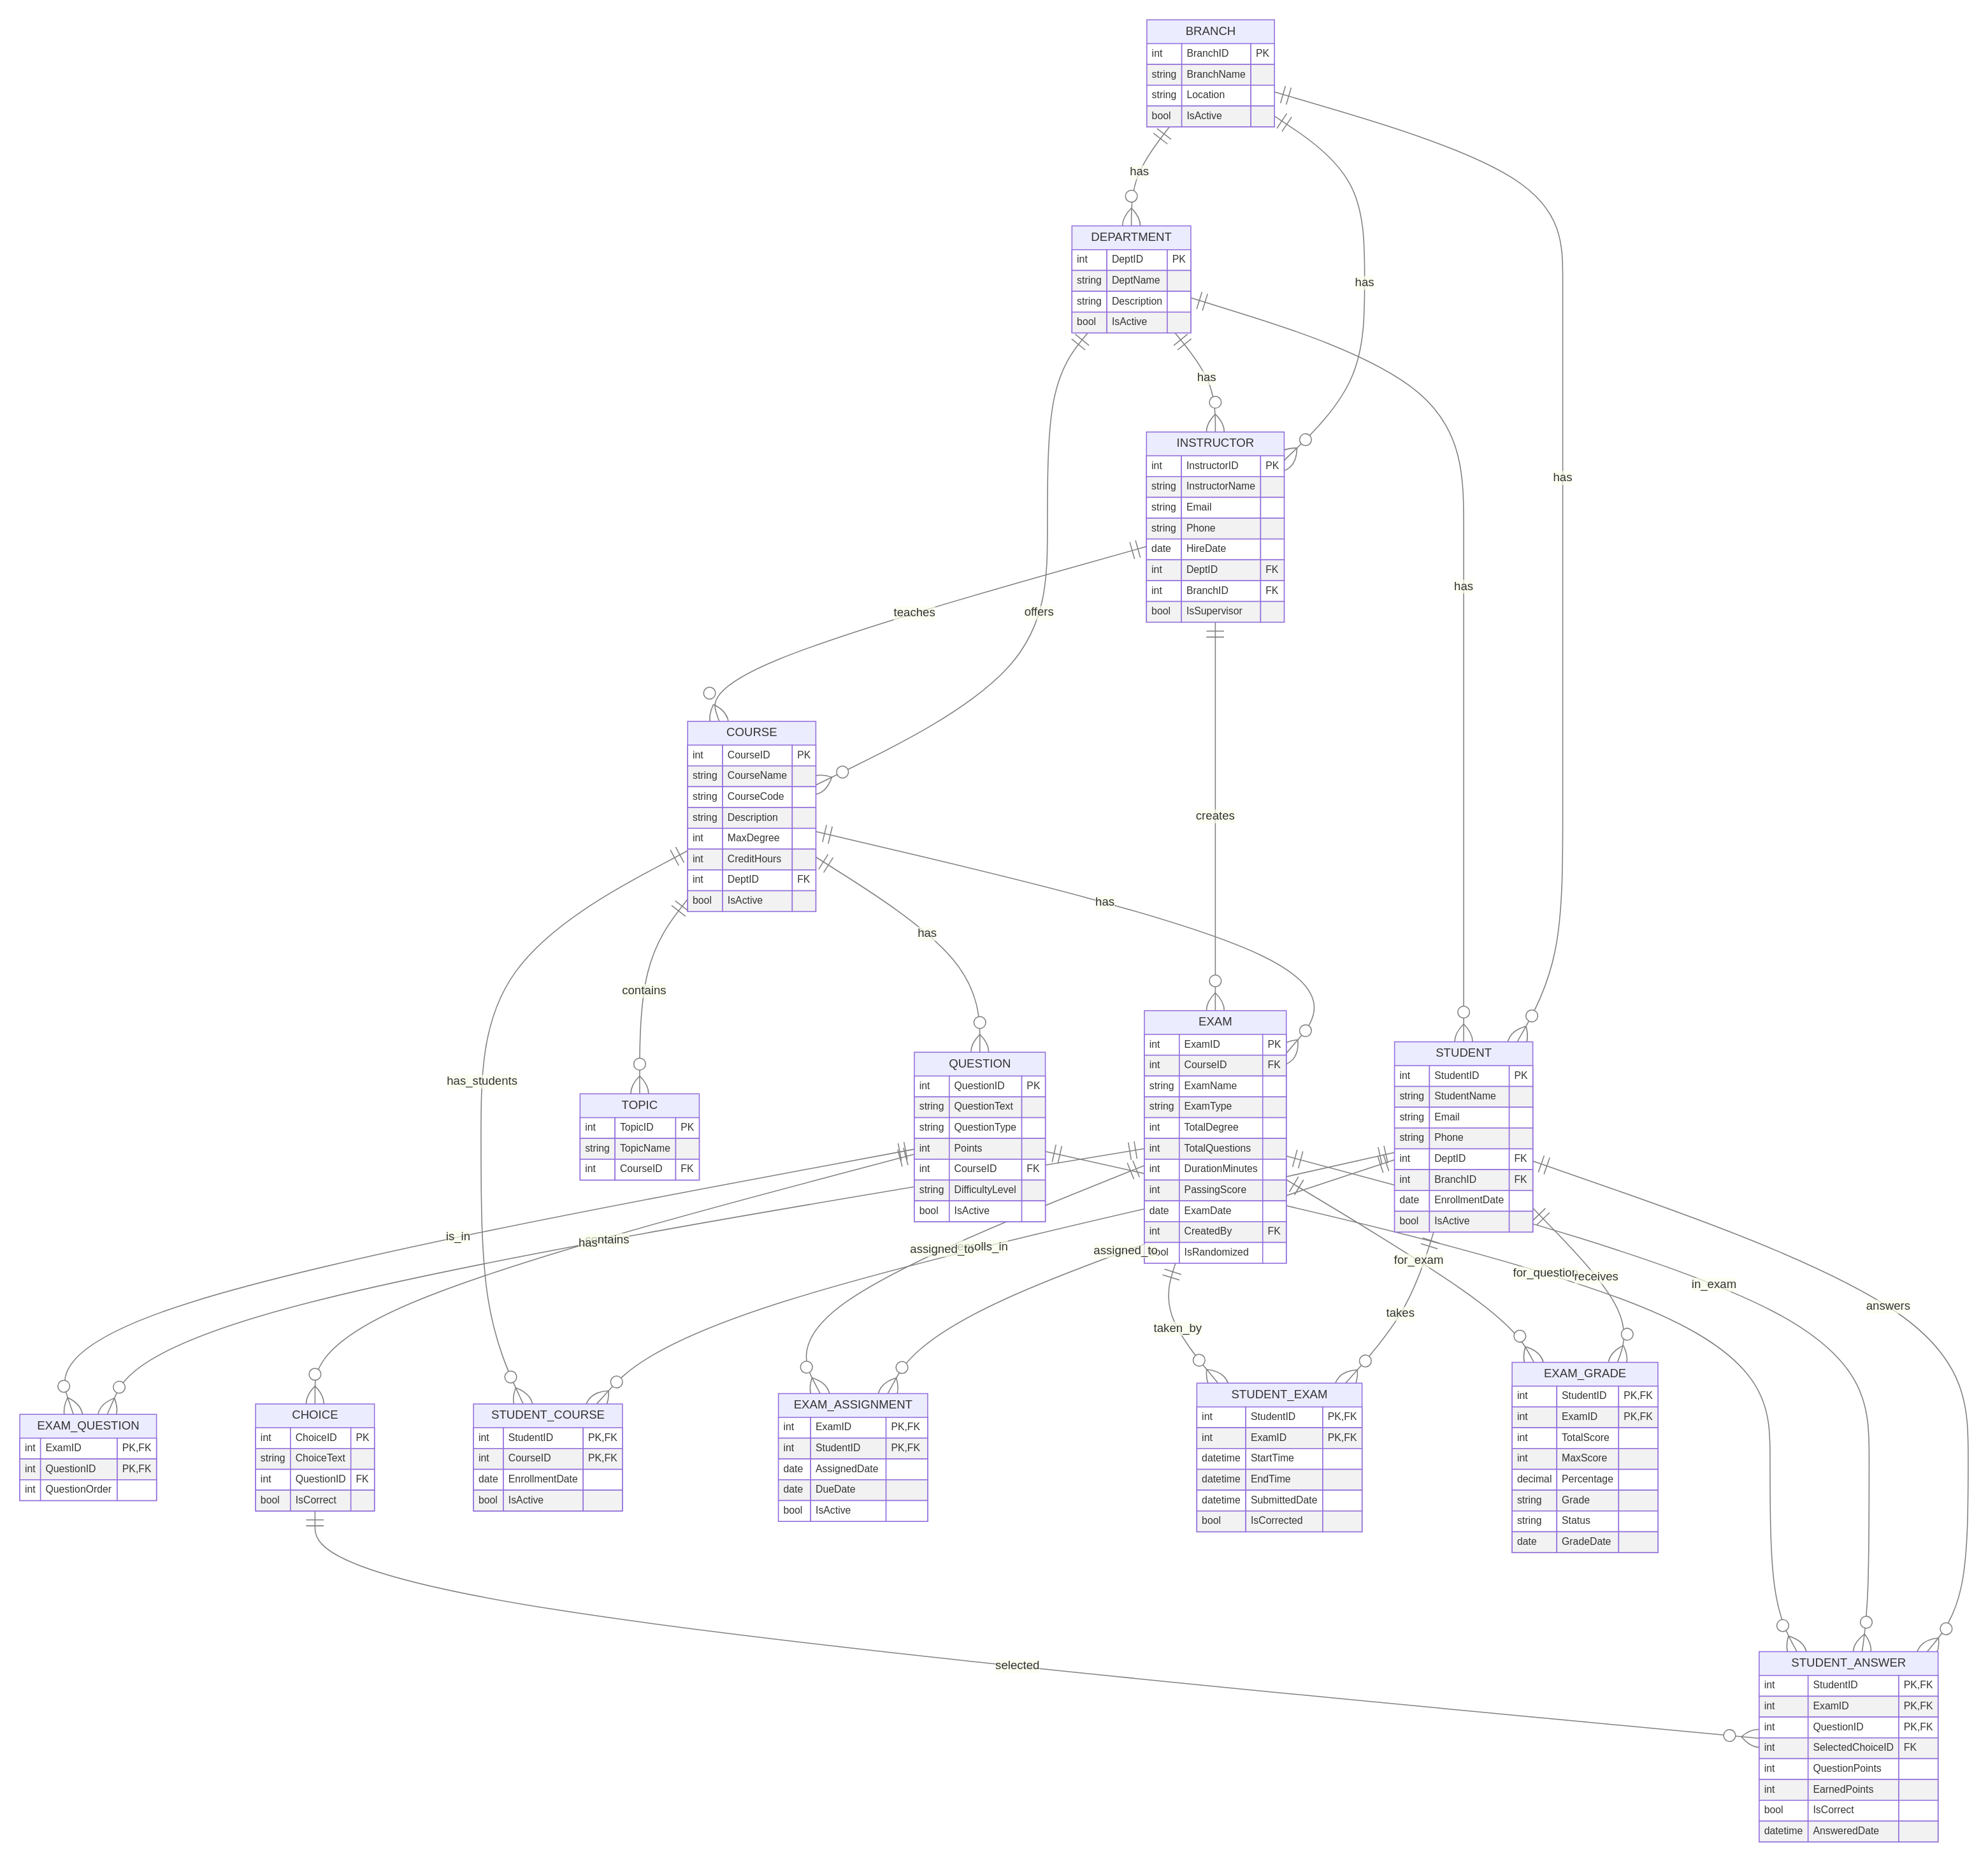 BRANCH
int BranchID PK
string BranchName
string Location
bool IsActive
has
has
has
DEPARTMENT
int DeptID PK
string DeptName
string Description
bool IsActive
has
has
offers
INSTRUCTOR
int InstructorID PK
string InstructorName
string Email
string Phone
date HireDate
int DeptID FK
int BranchID FK
bool IsSupervisor
teaches
creates
COURSE
int CourseID PK
string CourseName
string CourseCode
string Description
int MaxDegree
int CreditHours
int DeptID FK
bool IsActive
has
has
contains
has_students
TOPIC
int TopicID PK
string TopicName
int CourseID FK
QUESTION
int QuestionID PK
string QuestionText
string QuestionType
int Points
int CourseID FK
string DifficultyLevel
bool IsActive
EXAM
int ExamID PK
int CourseID FK
string ExamName
string ExamType
int TotalDegree
int TotalQuestions
int DurationMinutes
int PassingScore
date ExamDate
int CreatedBy FK
bool IsRandomized
STUDENT
int StudentID PK
string StudentName
string Email
string Phone
int DeptID FK
int BranchID FK
date EnrollmentDate
bool IsActive
is_in
has
contains
assigned_to
enrolls_in
assigned_to
taken_by
takes
for_exam
for_question
receives
in_exam
answers
EXAM_QUESTION
int ExamID PK,FK
int QuestionID PK,FK
int QuestionOrder
CHOICE
int ChoiceID PK
string ChoiceText
int QuestionID FK
bool IsCorrect
STUDENT_COURSE
int StudentID PK,FK
int CourseID PK,FK
date EnrollmentDate
bool IsActive
EXAM_ASSIGNMENT
int ExamID PK,FK
int StudentID PK,FK
date AssignedDate
date DueDate
bool IsActive
STUDENT_EXAM
int StudentID PK,FK
int ExamID PK,FK
datetime StartTime
datetime EndTime
datetime SubmittedDate
bool IsCorrected
EXAM_GRADE
int StudentID PK,FK
int ExamID PK,FK
int TotalScore
int MaxScore
decimal Percentage
string Grade
string Status
date GradeDate
selected
STUDENT_ANSWER
int StudentID PK,FK
int ExamID PK,FK
int QuestionID PK,FK
int SelectedChoiceID FK
int QuestionPoints
int EarnedPoints
bool IsCorrect
datetime AnsweredDate